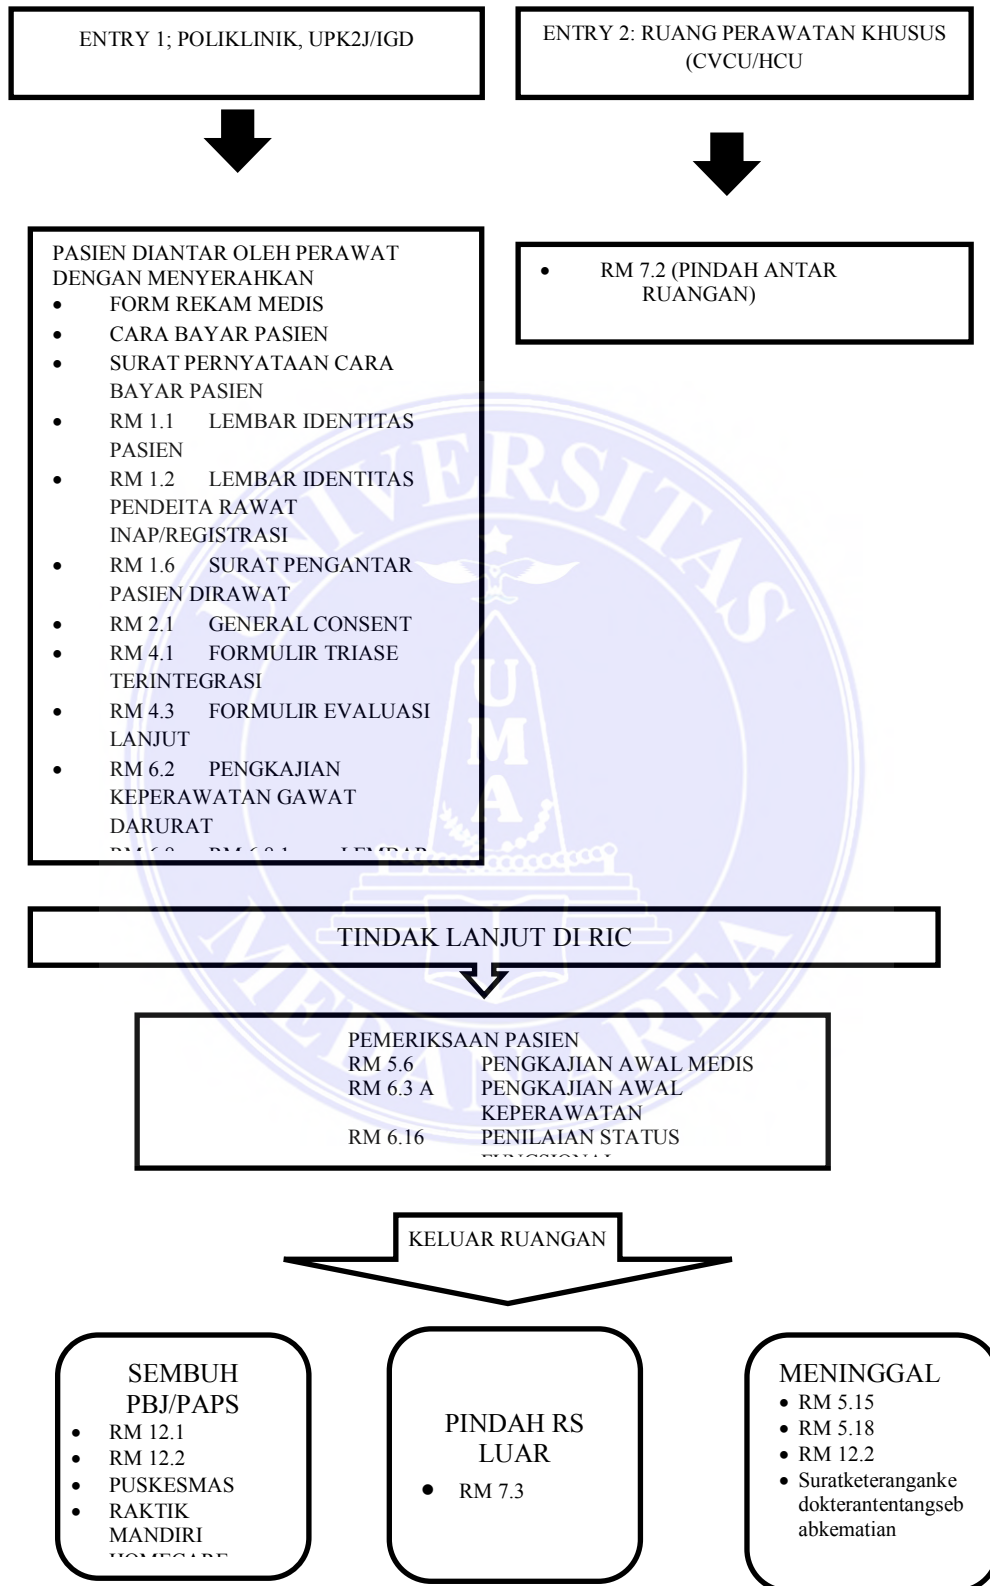 ENTRY 1; POLIKLINIK, UPK2J/IGD
ENTRY 2: RUANG PERAWATAN KHUSUS
(CVCU/HCU
PASIEN DIANTAR OLEH PERAWAT
DENGAN MENYERAHKAN
• FORM REKAM MEDIS
• CARA BAYAR PASIEN
• SURAT PERNYATAAN CARA
BAYAR PASIEN
• RM 1.1 LEMBAR IDENTITAS
PASIEN
• RM 1.2 LEMBAR IDENTITAS
PENDEITA RAWAT
INAP/REGISTRASI
• RM 1.6 SURAT PENGANTAR
PASIEN DIRAWAT
• RM 2.1 GENERAL CONSENT
• RM 4.1 FORMULIR TRIASE
TERINTEGRASI
• RM 4.3 FORMULIR EVALUASI
LANJUT
• RM 6.2 PENGKAJIAN
KEPERAWATAN GAWAT
DARURAT
• RM 7.2 (PINDAH ANTAR
RUANGAN)
UNIVERSITAS
UMA
MEDAN AREA
TINDAK LANJUT DI RIC
PEMERIKSAAN PASIEN
RM 5.6 PENGKAJIAN AWAL MEDIS
RM 6.3 A PENGKAJIAN AWAL
KEPERAWATAN
RM 6.16 PENILAIAN STATUS
KELUAR RUANGAN
SEMBUH
PBJ/PAPS
• RM 12.1
• RM 12.2
• PUSKESMAS
• RAKTIK
MANDIRI
PINDAH RS
LUAR
• RM 7.3
MENINGGAL
• RM 5.15
• RM 5.18
• RM 12.2
• Suratketeranganke
dokterantentangseb
abkematian